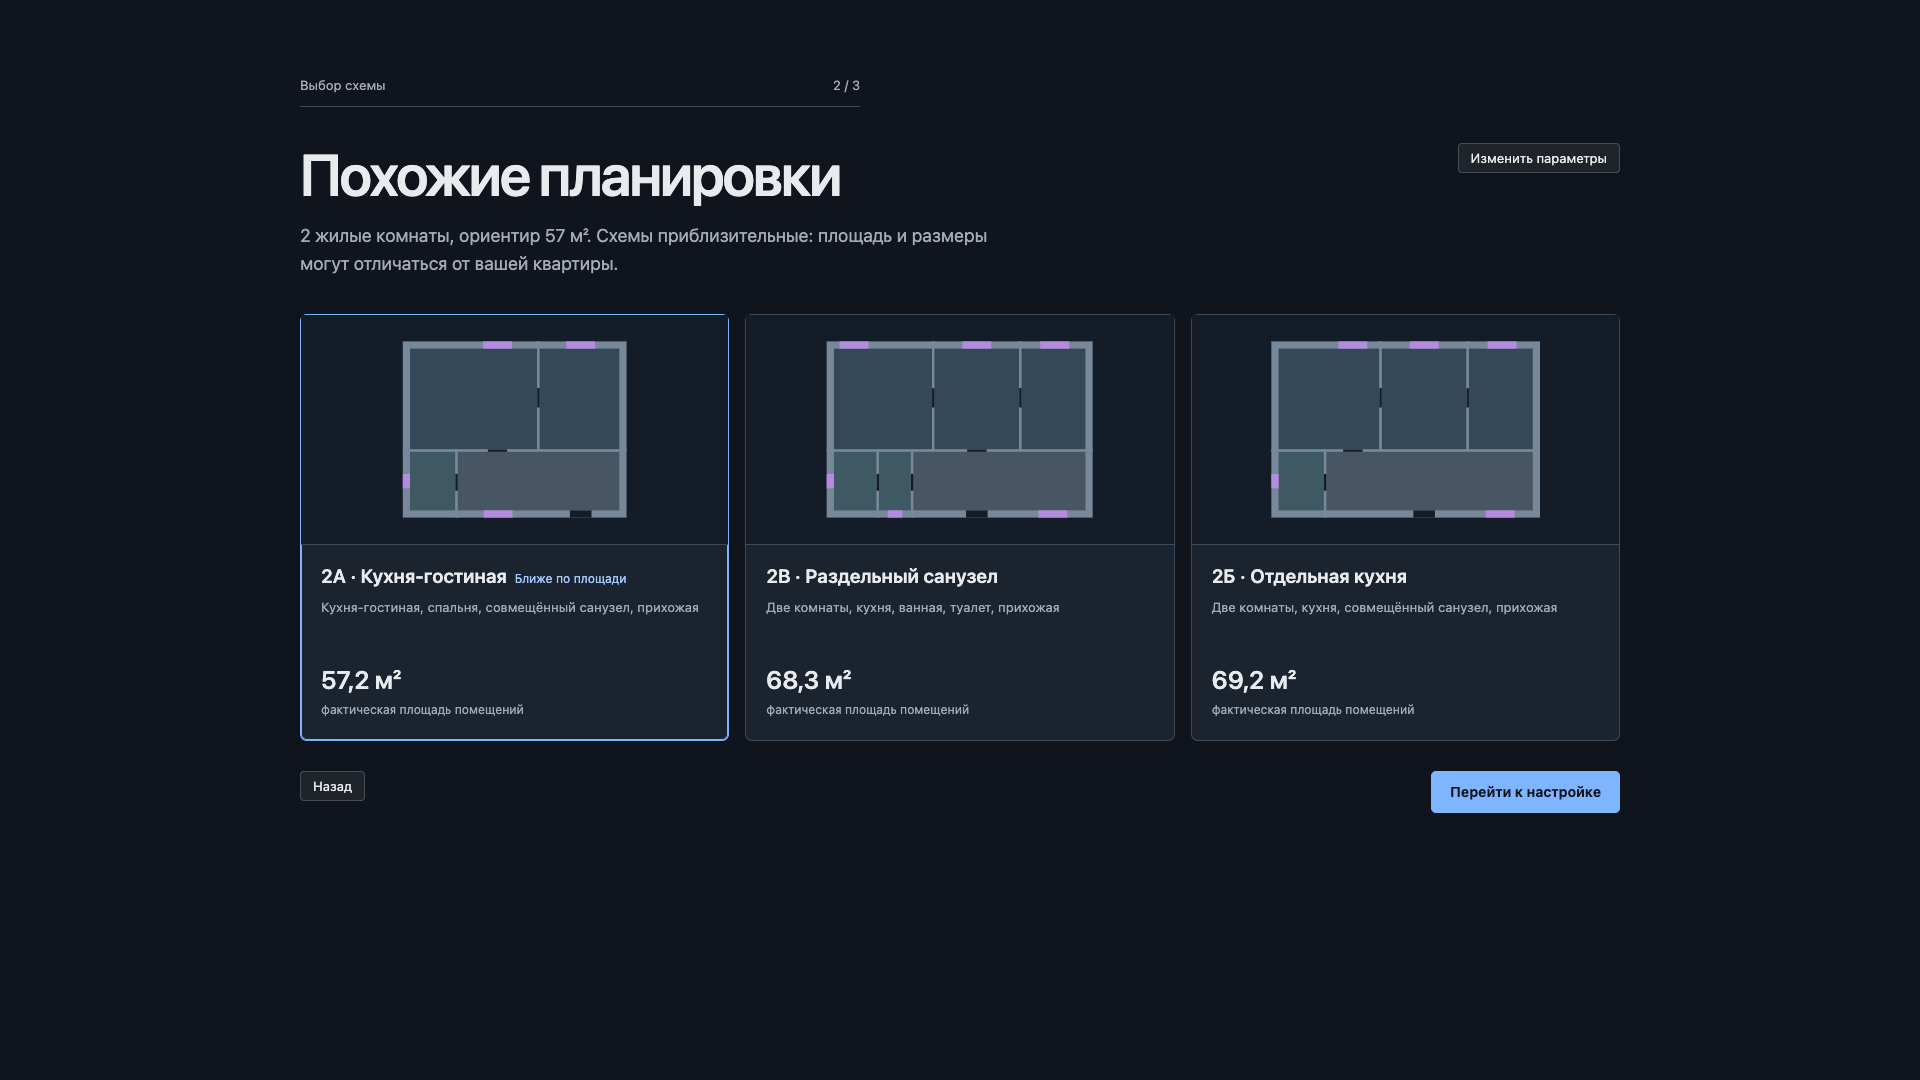 Выбор схемы
2 / 3
Похожие планировки
Изменить параметры
2 жилые комнаты, ориентир 57 м². Схемы приблизительные: площадь и размеры
могут отличаться от вашей квартиры.
2А · Кухня-гостиная Ближе по площади
Кухня-гостиная, спальня, совмещённый санузел, прихожая
57,2 м²
фактическая площадь помещений
2В · Раздельный санузел
Две комнаты, кухня, ванная, туалет, прихожая
68,3 м²
фактическая площадь помещений
2Б · Отдельная кухня
Две комнаты, кухня, совмещённый санузел, прихожая
69,2 м²
фактическая площадь помещений
Назад
Перейти к настройке